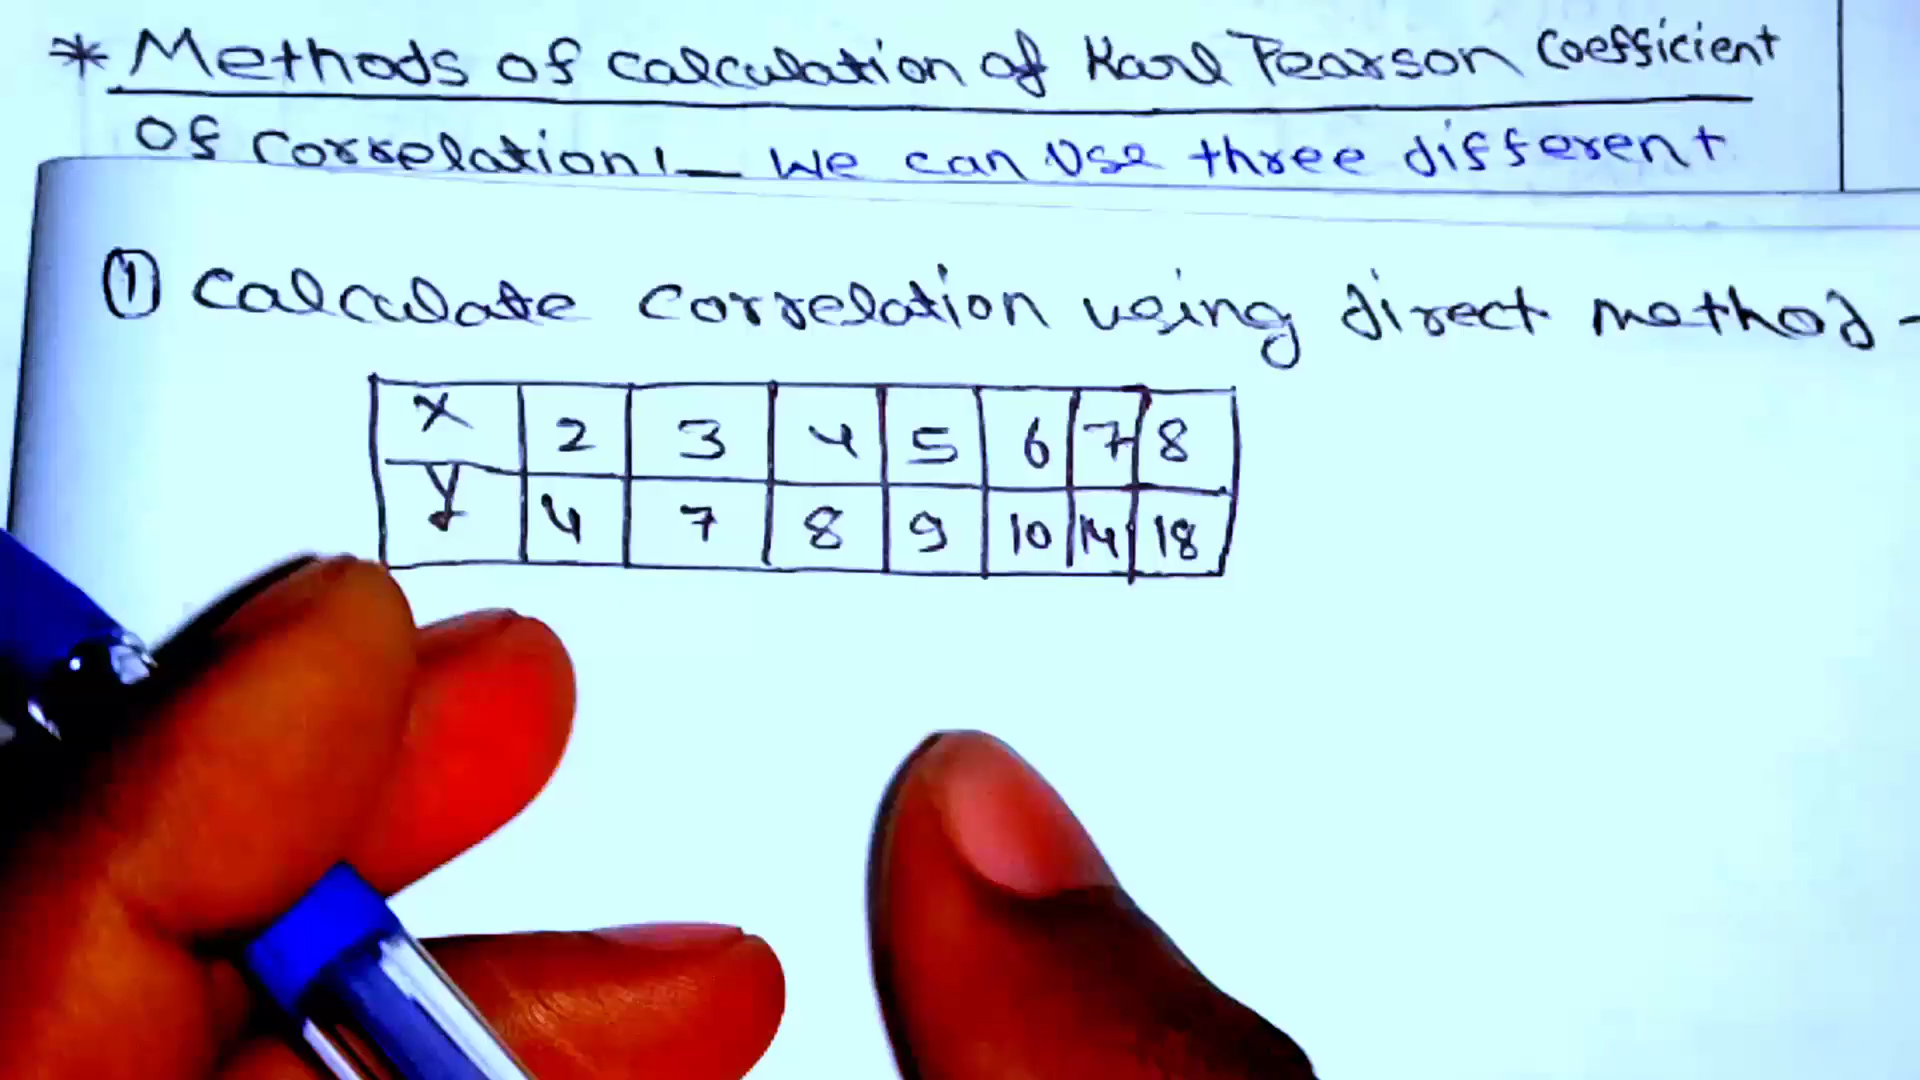 * Methods of calculation of Karl Pearson Coefficient
of Correlation:— we can use three different
① Calculate correlation using direct method -
X 2 3 4 5 6 7 8
Y 4 7 8 9 10 14 18